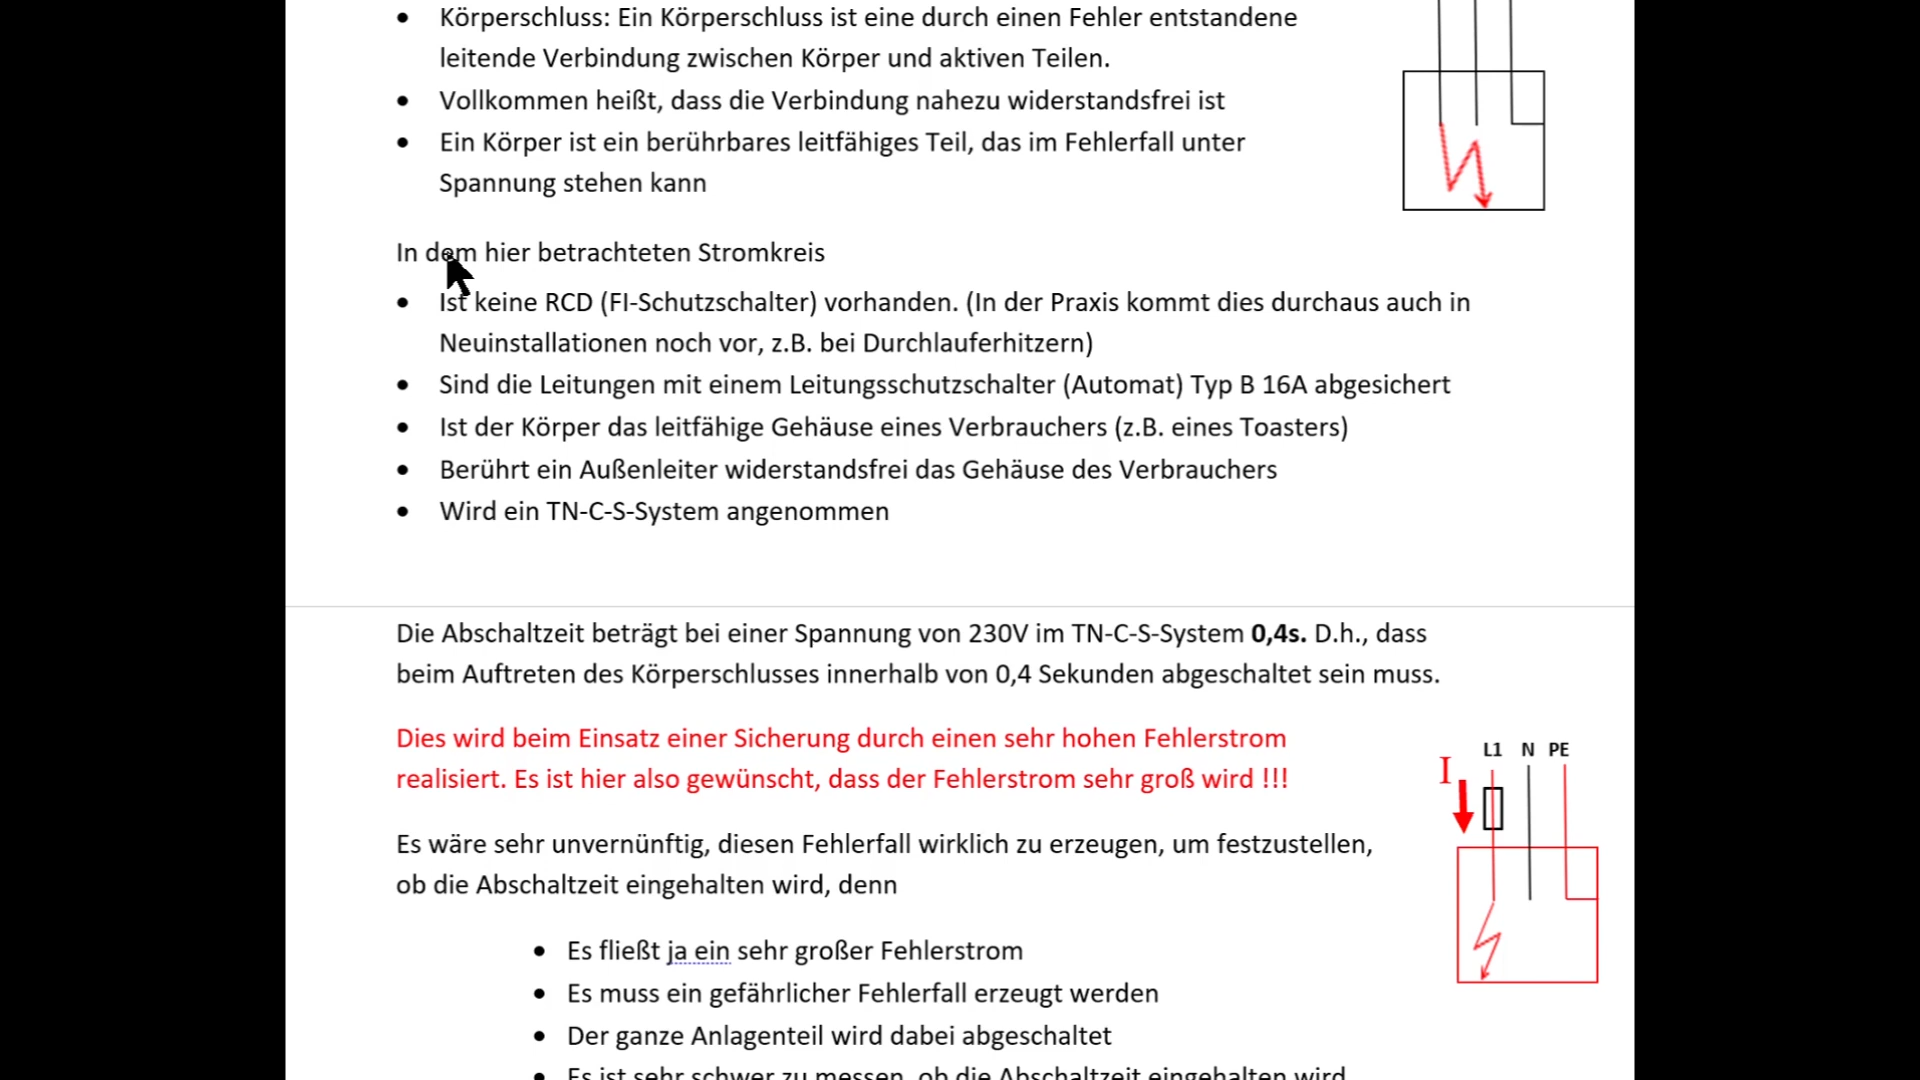 • Körperschluss: Ein Körperschluss ist eine durch einen Fehler entstandene
leitende Verbindung zwischen Körper und aktiven Teilen.
• Vollkommen heißt, dass die Verbindung nahezu widerstandsfrei ist
• Ein Körper ist ein berührbares leitfähiges Teil, das im Fehlerfall unter
Spannung stehen kann
In dem hier betrachteten Stromkreis
• Ist keine RCD (FI-Schutzschalter) vorhanden. (In der Praxis kommt dies durchaus auch in
Neuinstallationen noch vor, z.B. bei Durchlauferhitzern)
• Sind die Leitungen mit einem Leitungsschutzschalter (Automat) Typ B 16A abgesichert
• Ist der Körper das leitfähige Gehäuse eines Verbrauchers (z.B. eines Toasters)
• Berührt ein Außenleiter widerstandsfrei das Gehäuse des Verbrauchers
• Wird ein TN-C-S-System angenommen
Die Abschaltzeit beträgt bei einer Spannung von 230V im TN-C-S-System 0,4s. D.h., dass
beim Auftreten des Körperschlusses innerhalb von 0,4 Sekunden abgeschaltet sein muss.
Dies wird beim Einsatz einer Sicherung durch einen sehr hohen Fehlerstrom
realisiert. Es ist hier also gewünscht, dass der Fehlerstrom sehr groß wird !!!
L1 N PE
I
Es wäre sehr unvernünftig, diesen Fehlerfall wirklich zu erzeugen, um festzustellen,
ob die Abschaltzeit eingehalten wird, denn
• Es fließt ja ein sehr großer Fehlerstrom
• Es muss ein gefährlicher Fehlerfall erzeugt werden
• Der ganze Anlagenteil wird dabei abgeschaltet
• Es ist sehr schwer zu messen, ob die Abschaltzeit eingehalten wird